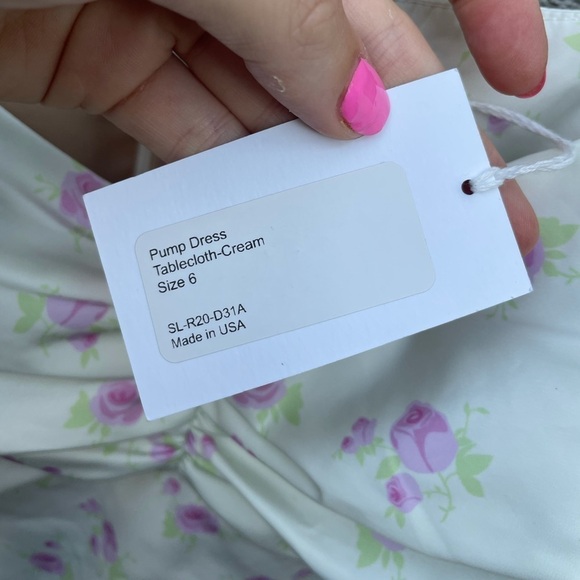 Pump Dress
Tablecloth-Cream
Size 6
SL-R20-D31A
Made in USA